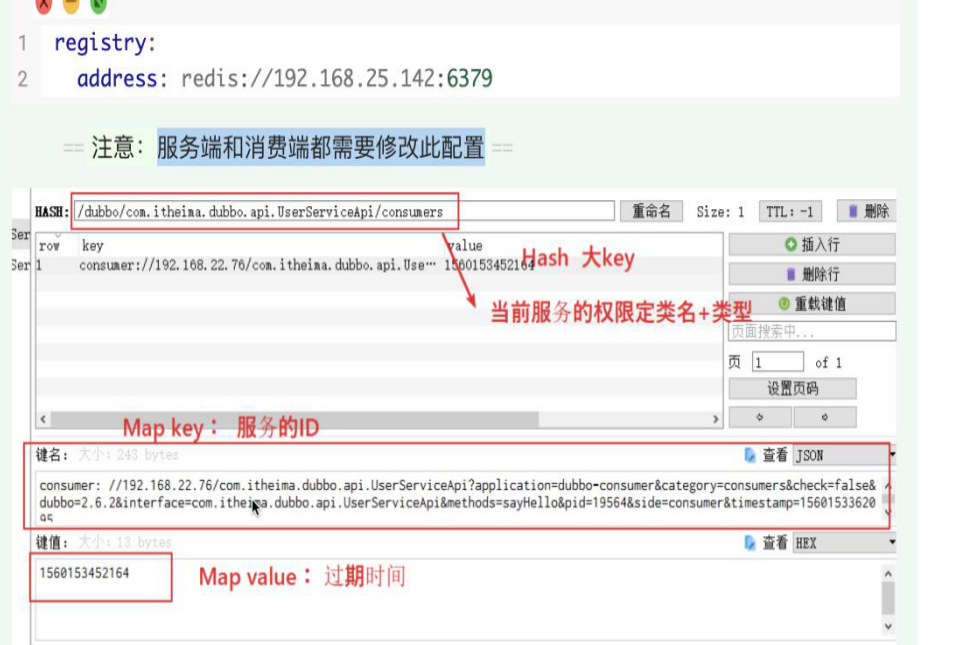 1 registry:
2 address: redis://192.168.25.142:6379
== 注意：服务端和消费端都需要修改此配置 ==
HASH: /dubbo/com.itheima.dubbo.api.UserServiceApi/consumers 重命名 Size: 1 TTL: -1 删除
Ser row key value 插入行
Ser 1 consumer://192.168.22.76/com.itheima.dubbo.api.Use… 1560153452164
Hash 大key
删除行
当前服务的权限定类名+类型
重载键值
页面搜索中...
页 1 of 1
设置页码
Map key： 服务的ID
键名: 大小: 243 bytes 查看 JSON
consumer: //192.168.22.76/com.itheima.dubbo.api.UserServiceApi?application=dubbo-consumer&category=consumers&check=false&
dubbo=2.6.2&interface=com.itheima.dubbo.api.UserServiceApi&methods=sayHello&pid=19564&side=consumer&timestamp=15601533620
95
键值: 大小: 13 bytes 查看 HEX
1560153452164
Map value： 过期时间